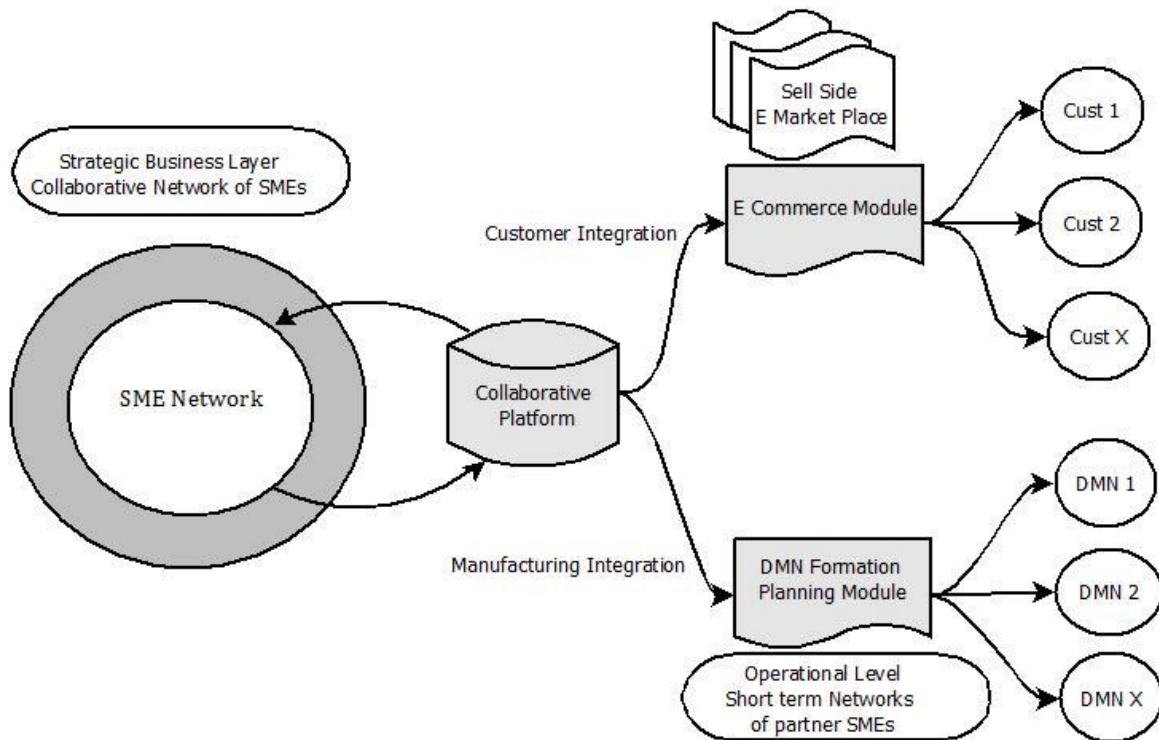 Sell Side
E Market Place
Cust 1
Strategic Business Layer
Collaborative Network of SMEs
E Commerce Module
Cust 2
Customer Integration
Cust X
SME Network
Collaborative
Platform
DMN 1
Manufacturing Integration
DMN Formation
Planning Module
DMN 2
Operational Level
Short term Networks
of partner SMEs
DMN X